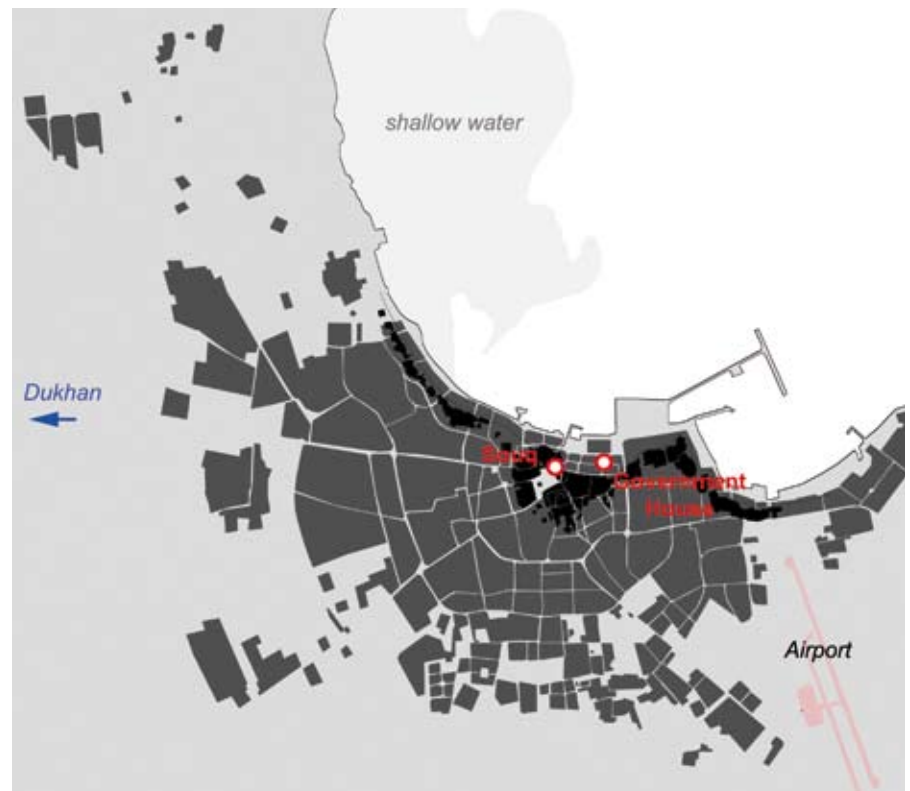 shallow water
Dukhan
Souq
Government
House
Airport